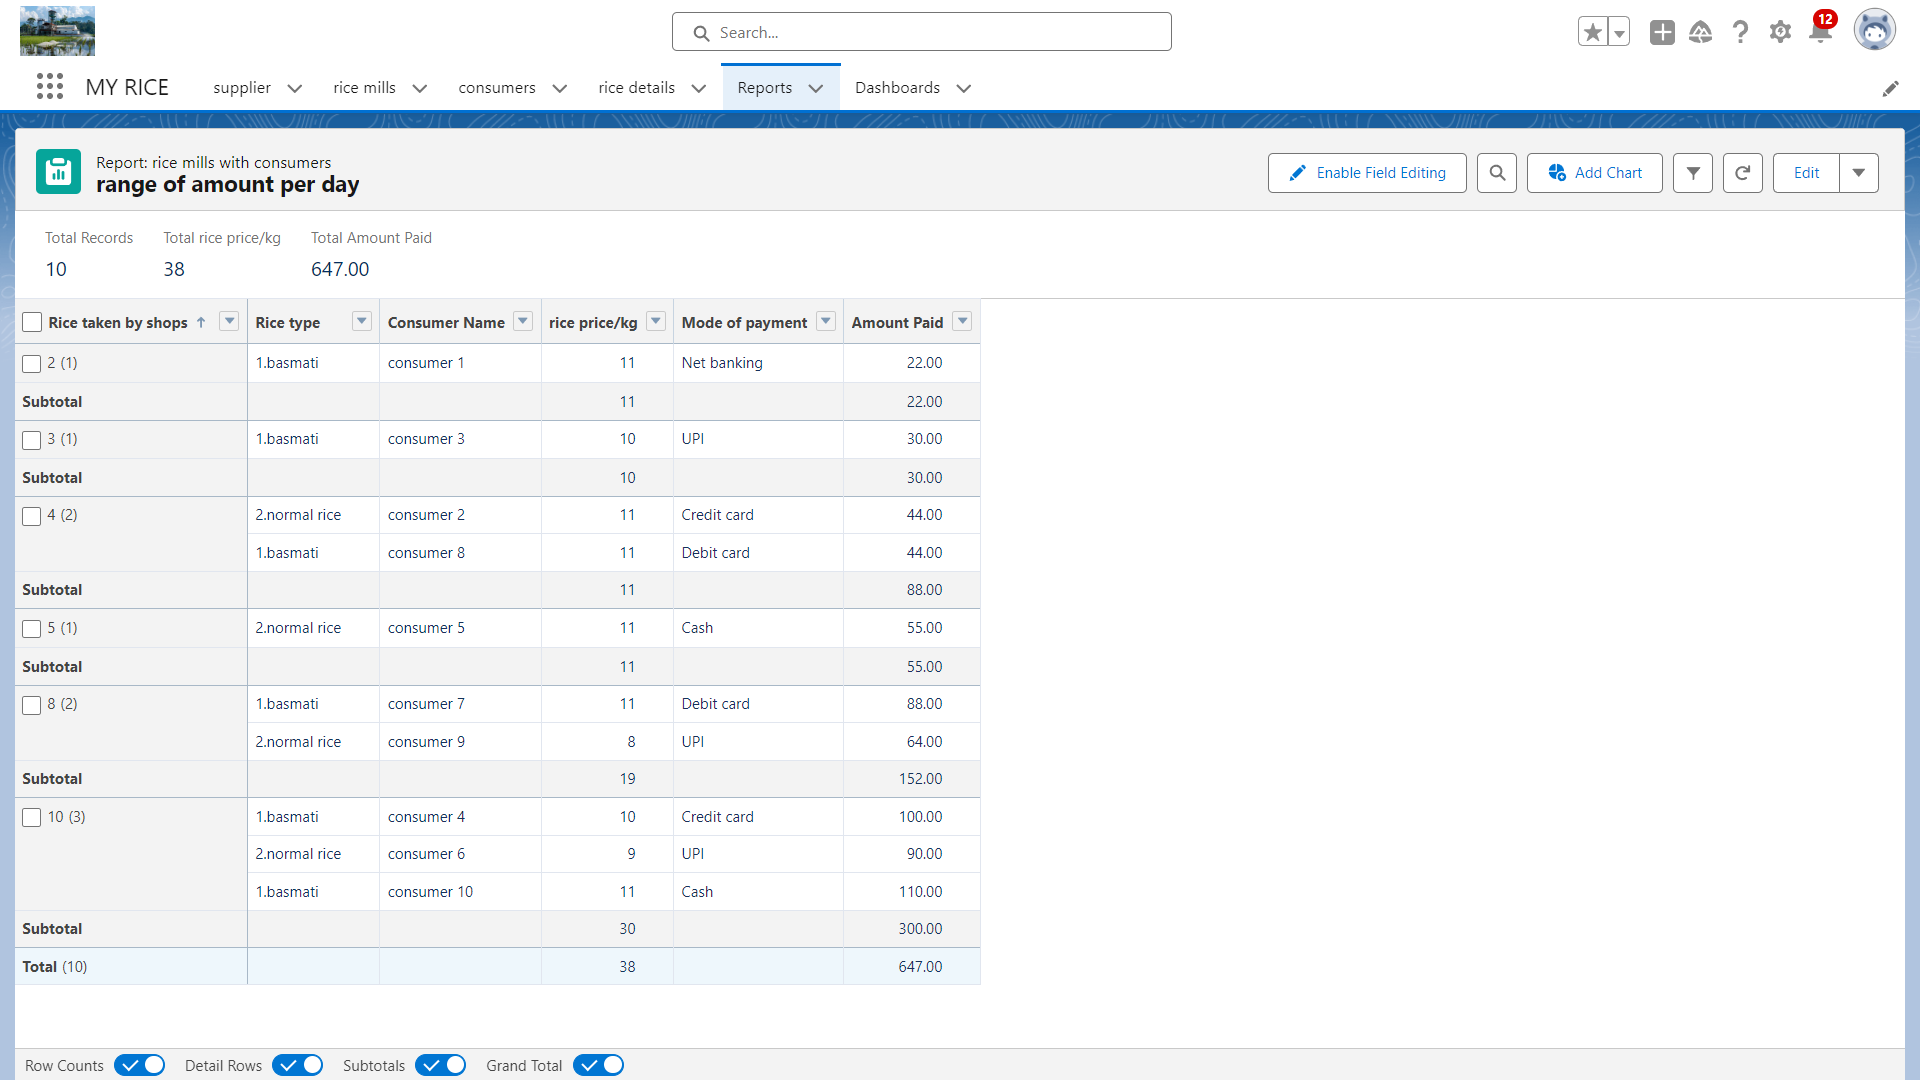 Search...
12
MY RICE
supplier
rice mills
consumers
rice details
Reports
Dashboards
Report: rice mills with consumers
range of amount per day
Enable Field Editing
Add Chart
Edit
Total Records Total rice price/kg Total Amount Paid
10 38 647.00
Rice taken by shops ↑ Rice type Consumer Name rice price/kg Mode of payment Amount Paid
2 (1) 1.basmati consumer 1 11 Net banking 22.00
Subtotal 11 22.00
3 (1) 1.basmati consumer 3 10 UPI 30.00
Subtotal 10 30.00
4 (2) 2.normal rice consumer 2 11 Credit card 44.00
1.basmati consumer 8 11 Debit card 44.00
Subtotal 11 88.00
5 (1) 2.normal rice consumer 5 11 Cash 55.00
Subtotal 11 55.00
8 (2) 1.basmati consumer 7 11 Debit card 88.00
2.normal rice consumer 9 8 UPI 64.00
Subtotal 19 152.00
10 (3) 1.basmati consumer 4 10 Credit card 100.00
2.normal rice consumer 6 9 UPI 90.00
1.basmati consumer 10 11 Cash 110.00
Subtotal 30 300.00
Total (10) 38 647.00
Row Counts Detail Rows Subtotals Grand Total